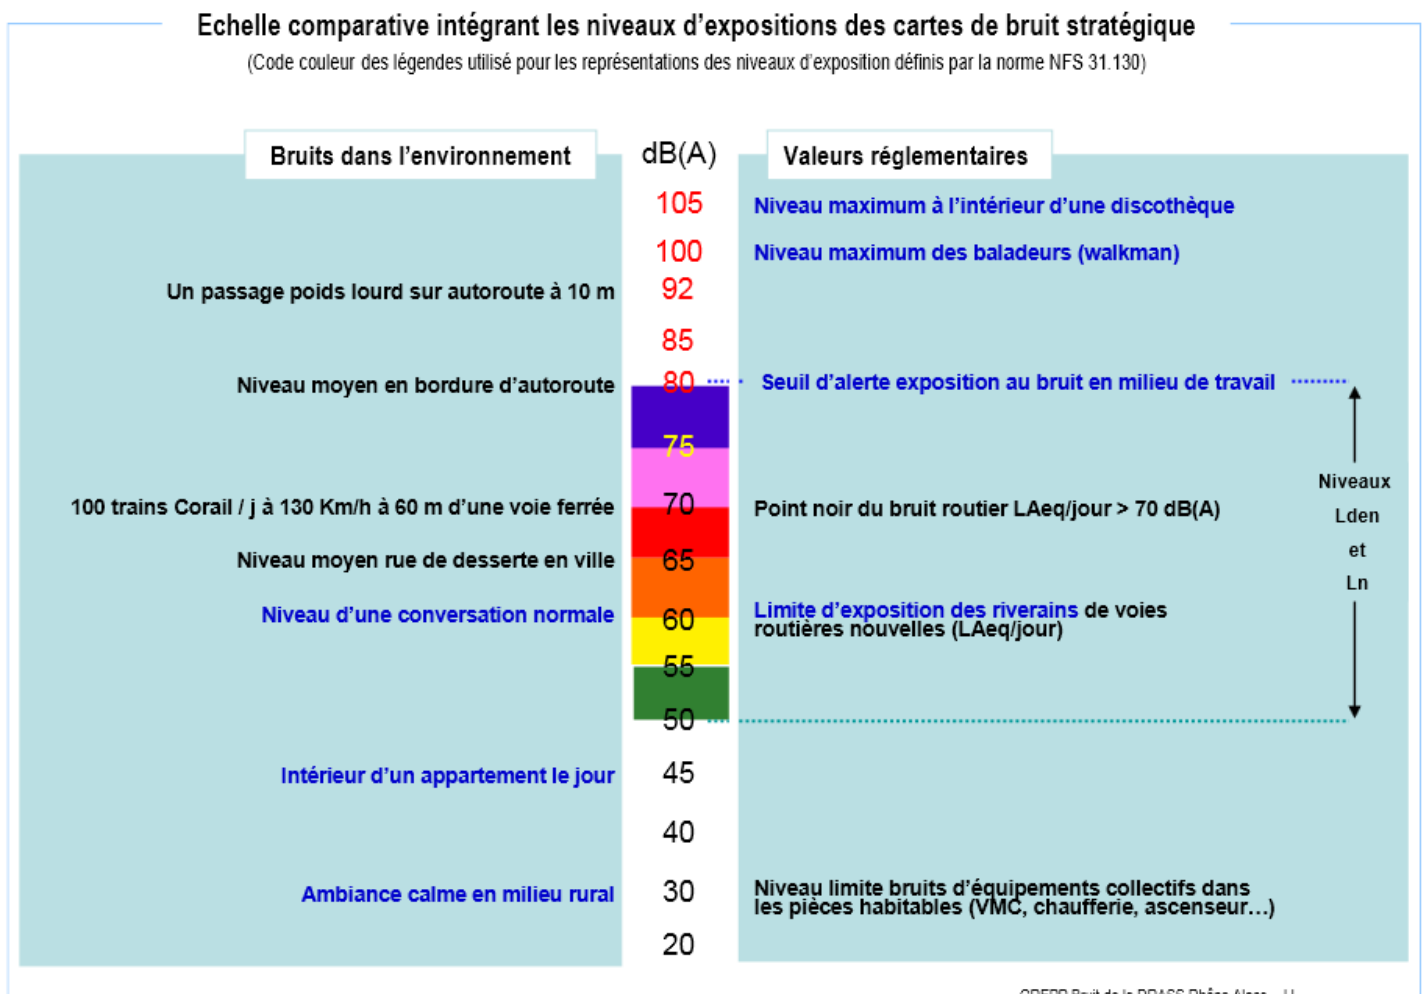 Echelle comparative intégrant les niveaux d'expositions des cartes de bruit stratégique
(Code couleur des légendes utilisé pour les représentations des niveaux d'exposition définis par la norme NFS 31.130)
Bruits dans l'environnement
dB(A)
Valeurs réglementaires
105
Niveau maximum à l'intérieur d'une discothèque
100
Niveau maximum des baladeurs (walkman)
Un passage poids lourd sur autoroute à 10 m
92
85
Niveau moyen en bordure d'autoroute
80
Seuil d'alerte exposition au bruit en milieu de travail
75
Niveaux
Lden
et
Ln
100 trains Corail / j à 130 Km/h à 60 m d'une voie ferrée
70
Point noir du bruit routier LAeq/jour > 70 dB(A)
Niveau moyen rue de desserte en ville
65
Niveau d'une conversation normale
60
Limite d'exposition des riverains de voies
routières nouvelles (LAeq/jour)
55
50
Intérieur d'un appartement le jour
45
40
Ambiance calme en milieu rural
30
Niveau limite bruits d'équipements collectifs dans
les pièces habitables (VMC, chaufferie, ascenseur…)
20